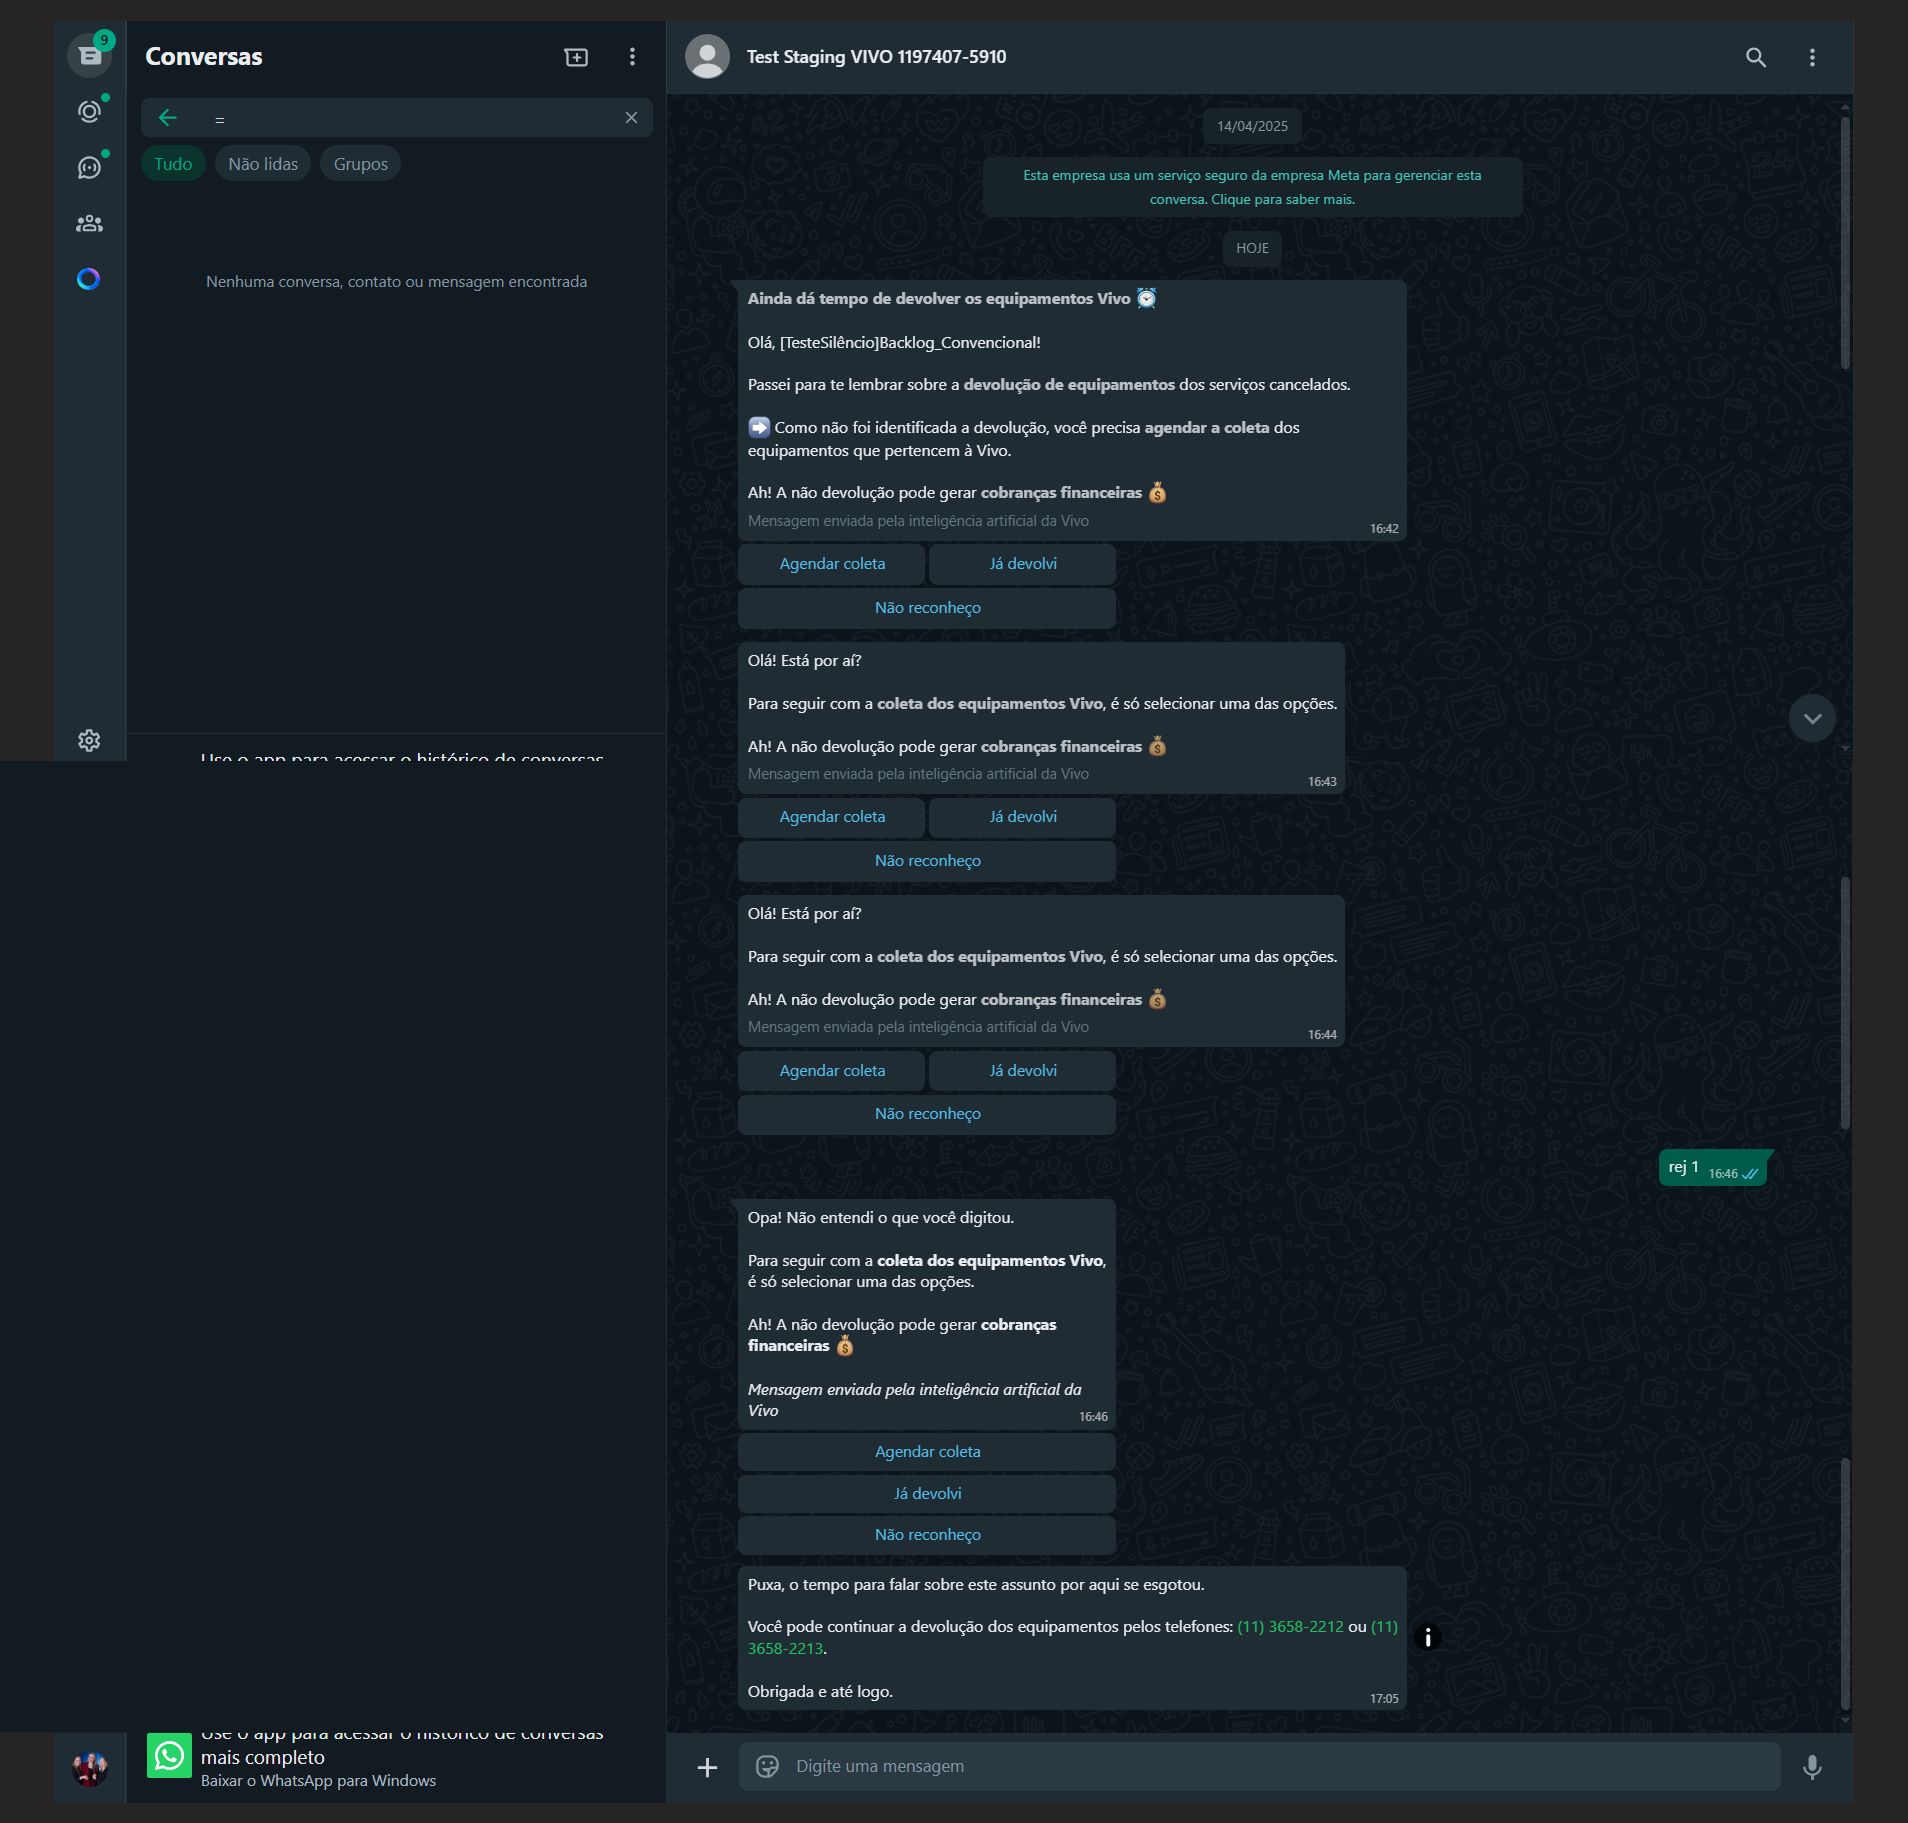 9
Conversas
=
Tudo
Não lidas
Grupos
Nenhuma conversa, contato ou mensagem encontrada
Use o app para acessar o histórico de conversas
Test Staging VIVO 1197407-5910
14/04/2025
Esta empresa usa um serviço seguro da empresa Meta para gerenciar esta
conversa. Clique para saber mais.
HOJE
Ainda dá tempo de devolver os equipamentos Vivo ⏰
Olá, [TesteSilêncio]Backlog_Convencional!
Passei para te lembrar sobre a devolução de equipamentos dos serviços cancelados.
➡️ Como não foi identificada a devolução, você precisa agendar a coleta dos
equipamentos que pertencem à Vivo.
Ah! A não devolução pode gerar cobranças financeiras 💰
Mensagem enviada pela inteligência artificial da Vivo
16:42
Agendar coleta
Já devolvi
Não reconheço
Olá! Está por aí?
Para seguir com a coleta dos equipamentos Vivo, é só selecionar uma das opções.
Ah! A não devolução pode gerar cobranças financeiras 💰
Mensagem enviada pela inteligência artificial da Vivo
16:43
Agendar coleta
Já devolvi
Não reconheço
Olá! Está por aí?
Para seguir com a coleta dos equipamentos Vivo, é só selecionar uma das opções.
Ah! A não devolução pode gerar cobranças financeiras 💰
Mensagem enviada pela inteligência artificial da Vivo
16:44
Agendar coleta
Já devolvi
Não reconheço
rej 1
16:46
Opa! Não entendi o que você digitou.
Para seguir com a coleta dos equipamentos Vivo,
é só selecionar uma das opções.
Ah! A não devolução pode gerar cobranças
financeiras 💰
Mensagem enviada pela inteligência artificial da
Vivo
16:46
Agendar coleta
Já devolvi
Não reconheço
Puxa, o tempo para falar sobre este assunto por aqui se esgotou.
Você pode continuar a devolução dos equipamentos pelos telefones: (11) 3658-2212 ou (11)
3658-2213.
Obrigada e até logo.
17:05
Use o app para acessar o histórico de conversas
mais completo
Baixar o WhatsApp para Windows
Digite uma mensagem